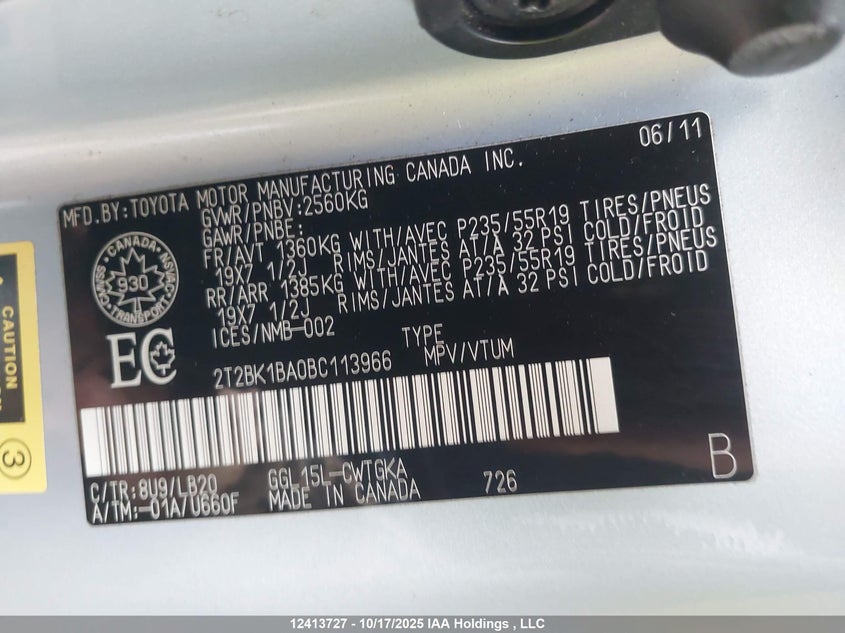 06/11
MFD.BY:TOYOTA MOTOR MANUFACTURING CANADA INC.
GVWR/PNBV:2560KG
GAWR/PNBE:
FR/AVT 1360KG WITH/AVEC P235/55R19 TIRES/PNEUS
19X7 1/2J RIMS/JANTES AT/À 32 PSI COLD/FROID
RR/ARR 1385KG WITH/AVEC P235/55R19 TIRES/PNEUS
19X7 1/2J RIMS/JANTES AT/À 32 PSI COLD/FROID
ICES/NMB-002
CANADA
CMVSS
930
NSVAC
TRANSPORT
EC
TYPE
2T2BK1BA0BC113966 MPV/VTUM
C/TR:8U9/LB20 GGL15L-CWTGKA
A/TM:-01A/U660F MADE IN CANADA 726
B
CAUTION
3
12413727 - 10/17/2025 IAA Holdings , LLC